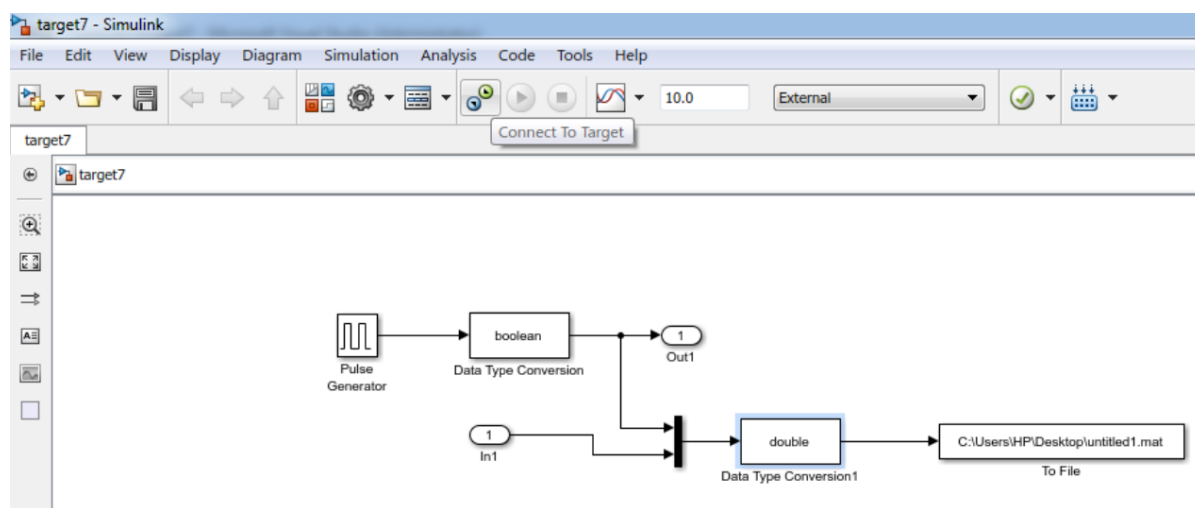 target7 - Simulink
File Edit View Display Diagram Simulation Analysis Code Tools Help
10.0 External
Connect To Target
target7
target7
boolean
1
Out1
Pulse
Generator
Data Type Conversion
1
In1
double
C:\Users\HP\Desktop\untitled1.mat
Data Type Conversion1
To File